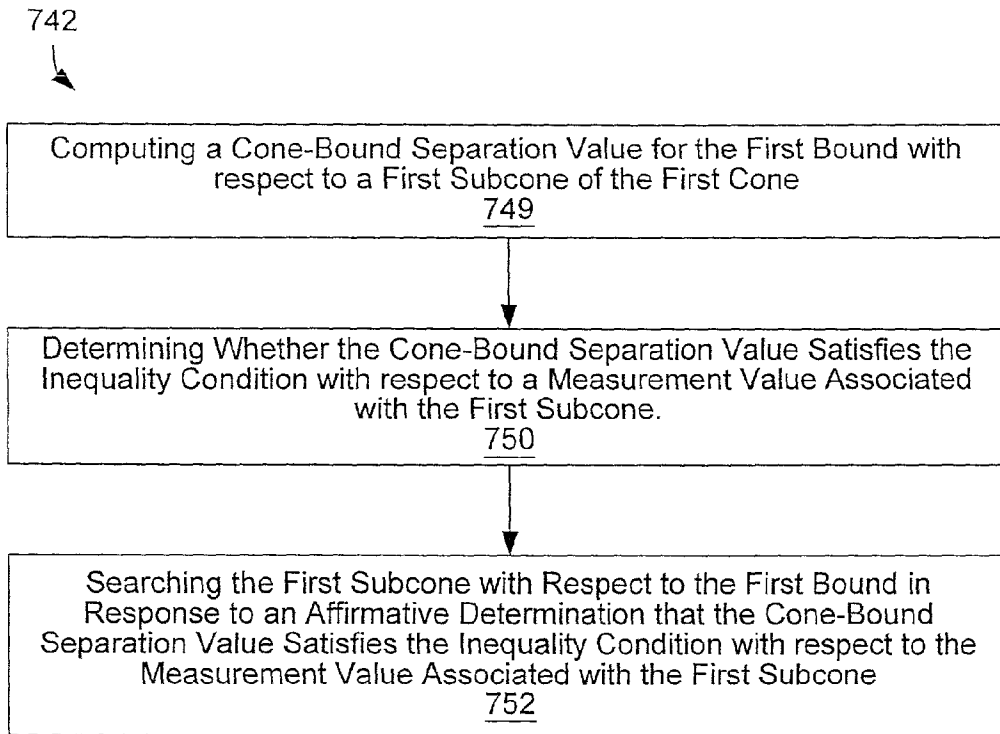 742
Computing a Cone-Bound Separation Value for the First Bound with
respect to a First Subcone of the First Cone
749
Determining Whether the Cone-Bound Separation Value Satisfies the
Inequality Condition with respect to a Measurement Value Associated
with the First Subcone.
750
Searching the First Subcone with Respect to the First Bound in
Response to an Affirmative Determination that the Cone-Bound
Separation Value Satisfies the Inequality Condition with respect to the
Measurement Value Associated with the First Subcone
752